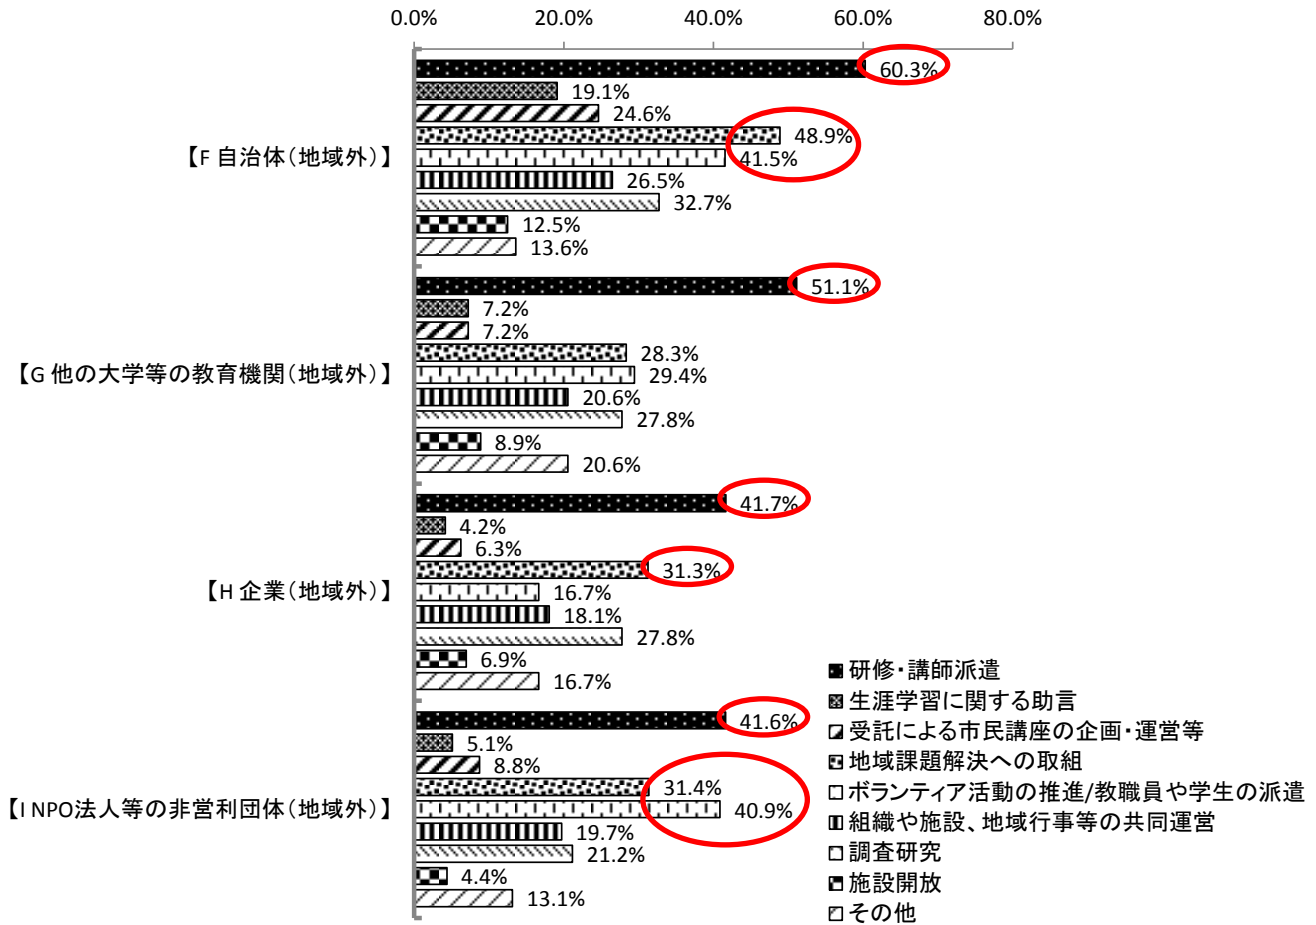 0.0% 20.0% 40.0% 60.0% 80.0%
60.3%
19.1%
24.6%
48.9%
【F 自治体(地域外)】
41.5%
26.5%
32.7%
12.5%
13.6%
51.1%
7.2%
7.2%
28.3%
【G 他の大学等の教育機関(地域外)】
29.4%
20.6%
27.8%
8.9%
20.6%
41.7%
4.2%
6.3%
31.3%
【H 企業(地域外)】
16.7%
18.1%
27.8%
6.9%
16.7%
41.6%
5.1%
8.8%
31.4%
【I NPO法人等の非営利団体(地域外)】
40.9%
19.7%
21.2%
4.4%
13.1%
研修・講師派遣
生涯学習に関する助言
受託による市民講座の企画・運営等
地域課題解決への取組
ボランティア活動の推進/教職員や学生の派遣
組織や施設、地域行事等の共同運営
調査研究
施設開放
その他